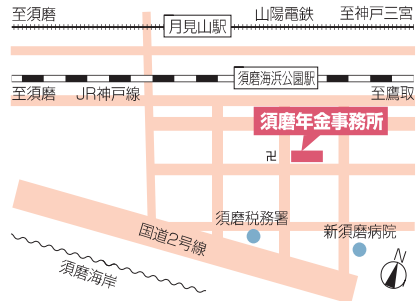 至須磨
月見山駅
山陽電鉄
至神戸三宮
須磨海浜公園駅
至須磨
JR神戸線
至鷹取
須磨年金事務所
卍
須磨税務署
国道2号線
新須磨病院
須磨海岸
N